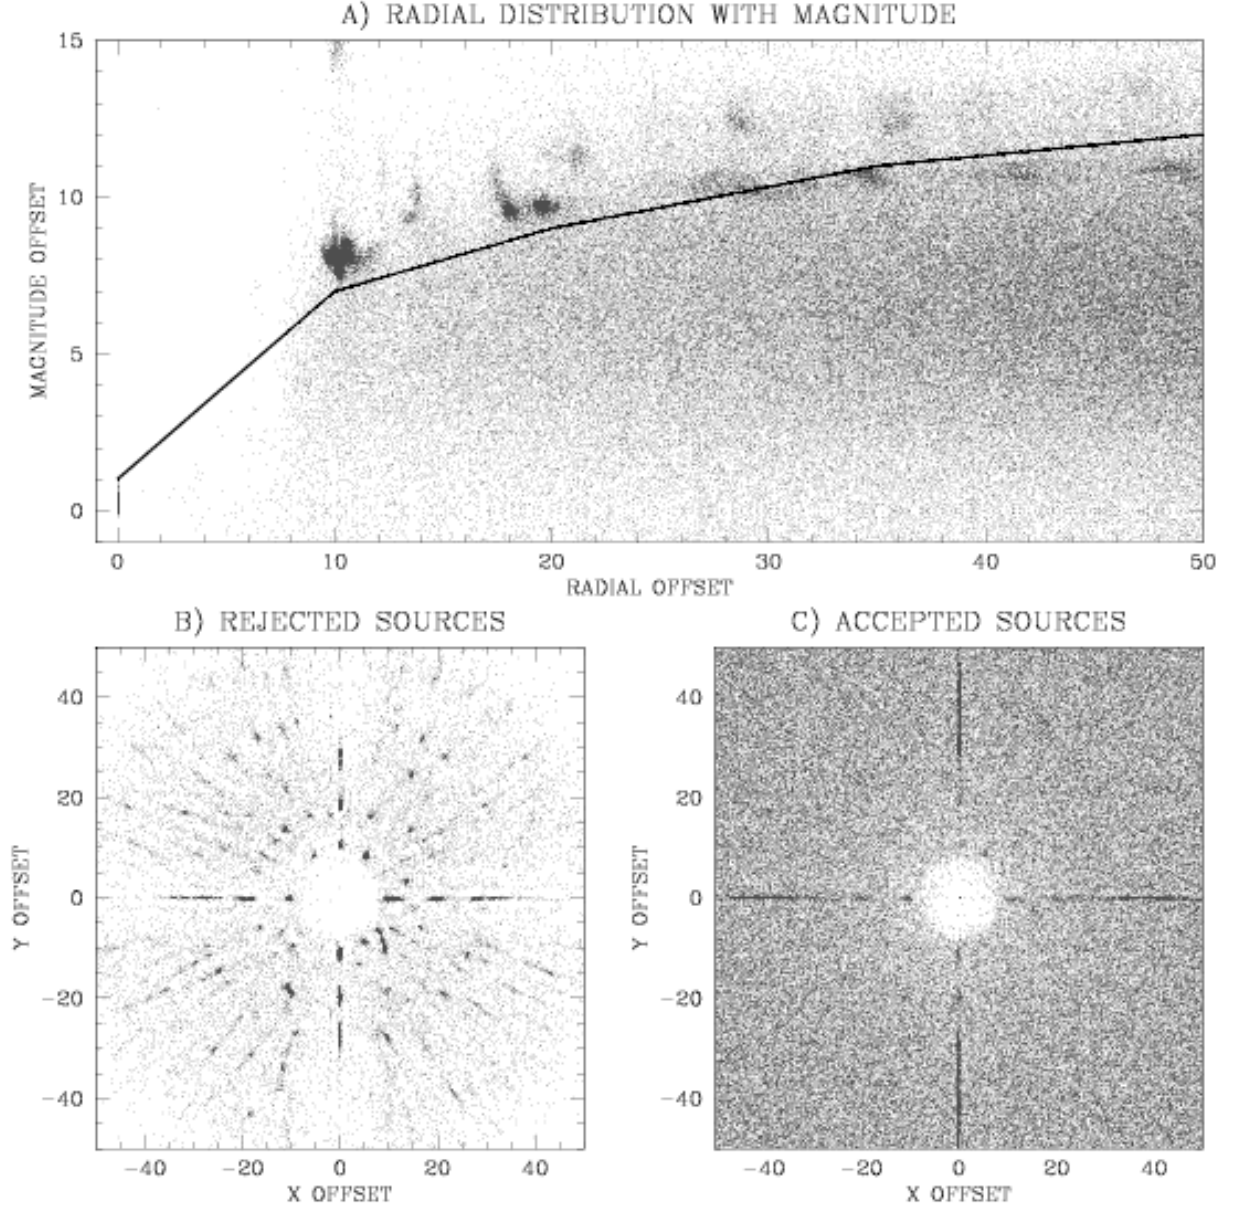 A) RADIAL DISTRIBUTION WITH MAGNITUDE
15
10
5
0
MAGNITUDE OFFSET
0 10 20 30 40 50
RADIAL OFFSET
B) REJECTED SOURCES
40
20
0
−20
−40
Y OFFSET
−40 −20 0 20 40
X OFFSET
C) ACCEPTED SOURCES
40
20
0
−20
−40
Y OFFSET
−40 −20 0 20 40
X OFFSET